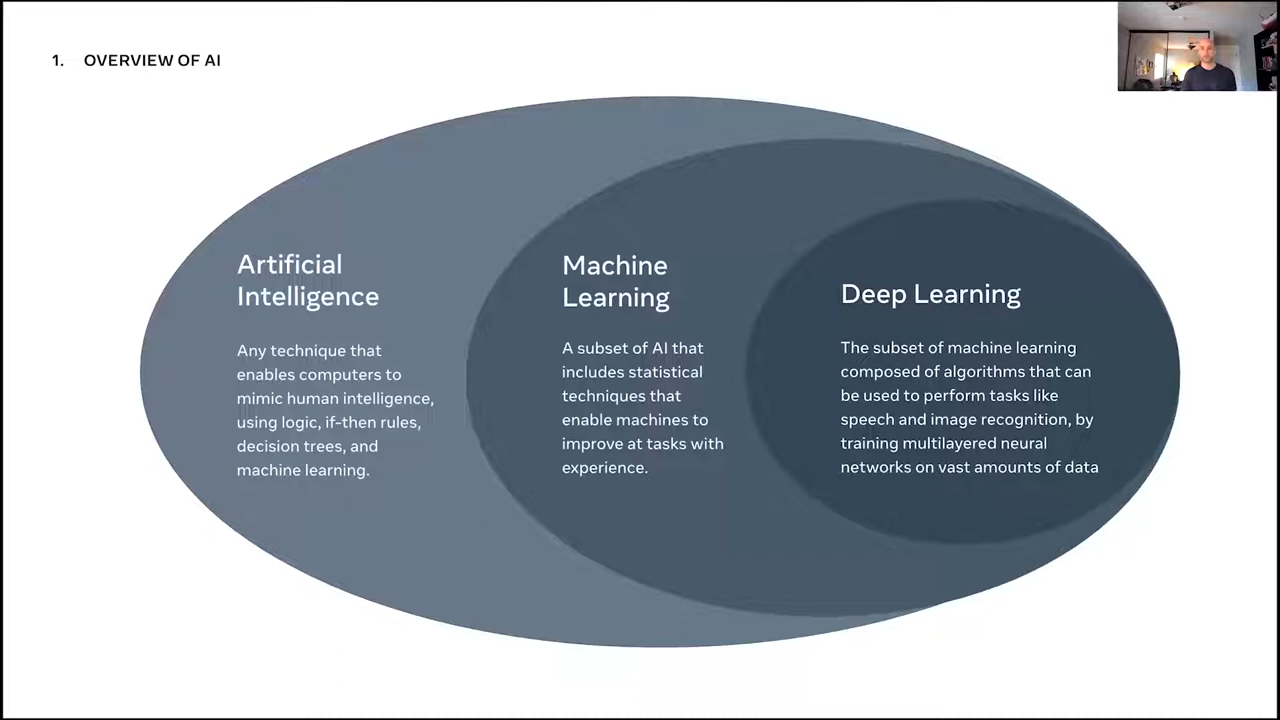 1. OVERVIEW OF AI
Artificial
Intelligence
Any technique that
enables computers to
mimic human intelligence,
using logic, if-then rules,
decision trees, and
machine learning.
Machine
Learning
A subset of AI that
includes statistical
techniques that
enable machines to
improve at tasks with
experience.
Deep Learning
The subset of machine learning
composed of algorithms that can
be used to perform tasks like
speech and image recognition, by
training multilayered neural
networks on vast amounts of data